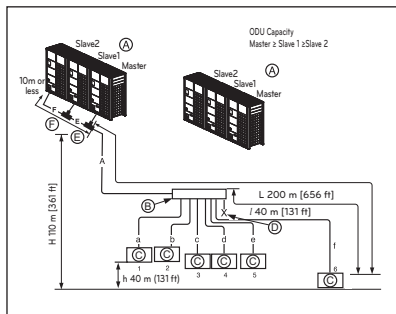 Slave2
Slave1
Master
A
10m or
less
F
E
F
E
ODU Capacity
Master ≥ Slave 1 ≥Slave 2
Slave2
Slave1
Master
A
A
H 110 m [361 ft]
B
L 200 m [656 ft]
l 40 m [131 ft]
D
a
b
c
d
e
f
C
1
C
2
C
3
C
4
C
5
C
6
h 40 m (131 ft)